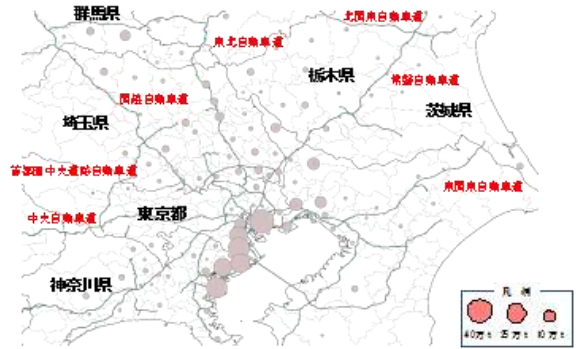 群馬県
北関東自動車道
東北自動車道
栃木県
常磐自動車道
関越自動車道
茨城県
埼玉県
首都圏中央連絡自動車道
東関東自動車道
中央自動車道
東京都
神奈川県
凡 例
40万t 25万t 10万t